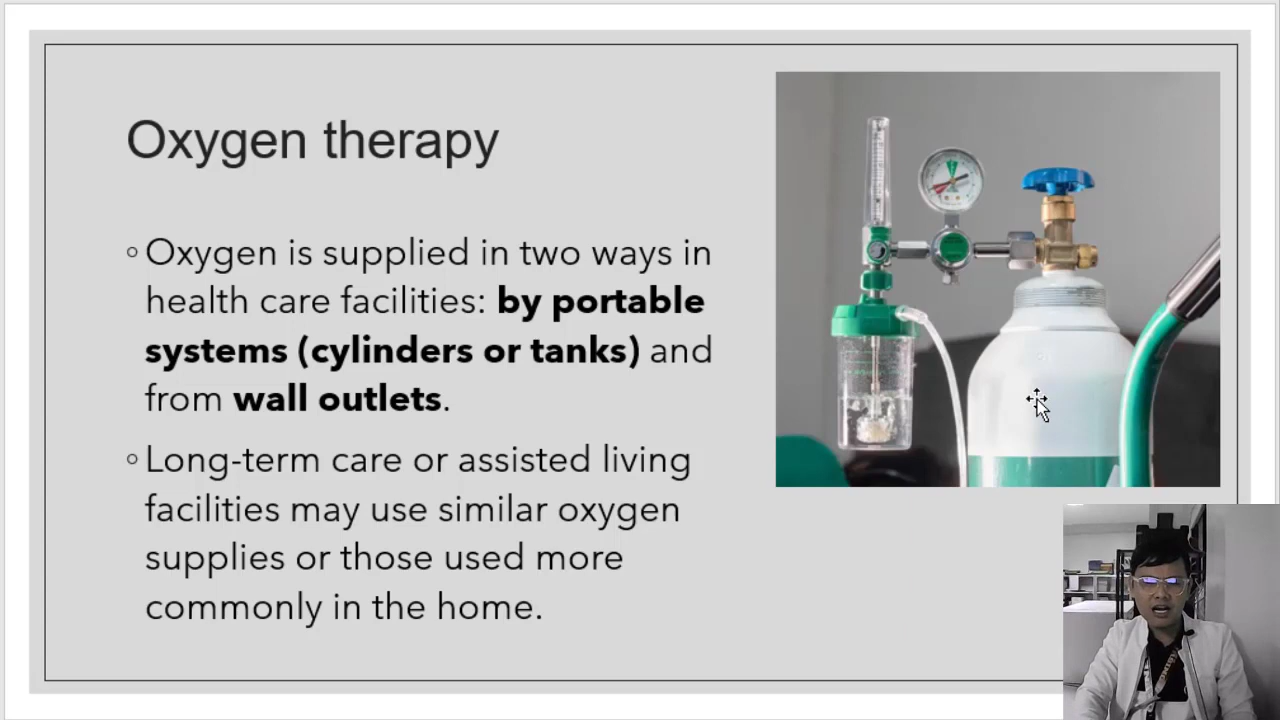 Oxygen therapy
◦ Oxygen is supplied in two ways in
health care facilities: by portable
systems (cylinders or tanks) and
from wall outlets.
◦ Long-term care or assisted living
facilities may use similar oxygen
supplies or those used more
commonly in the home.